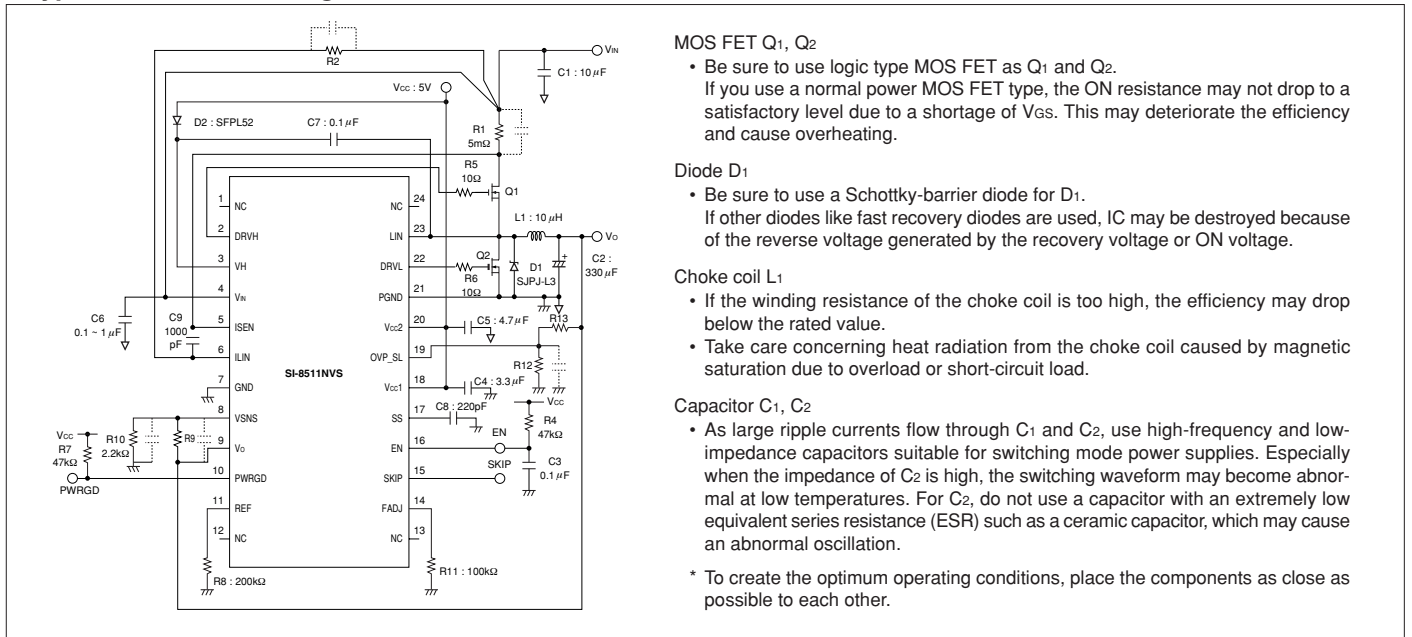 R2
VIN
C1 : 10 μF
Vcc : 5V
D2 : SFPL52
C7 : 0.1 μF
R1
5mΩ
R5
10Ω
Q1
1
NC
24
NC
L1 : 10 μH
2
DRVH
23
LIN
Vo
3
VH
22
DRVL
Q2
D1
SJPJ-L3
C2 :
330 μF
R6
10Ω
4
VIN
21
PGND
C6
0.1 ~ 1 μF
C9
1000
pF
5
ISEN
20
Vcc2
C5 : 4.7 μF
R13
6
ILIN
19
OVP_SL
R12
SI-8511NVS
7
GND
18
Vcc1
C4 : 3.3 μF
8
VSNS
17
SS
C8 : 220pF
Vcc
R4
47kΩ
Vcc
R7
47kΩ
R10
2.2kΩ
R9
9
Vo
16
EN
EN
C3
0.1 μF
10
PWRGD
PWRGD
15
SKIP
SKIP
11
REF
14
FADJ
12
NC
13
NC
R8 : 200kΩ
R11 : 100kΩ
MOS FET Q1, Q2
• Be sure to use logic type MOS FET as Q1 and Q2.
If you use a normal power MOS FET type, the ON resistance may not drop to a
satisfactory level due to a shortage of VGS. This may deteriorate the efficiency
and cause overheating.
Diode D1
• Be sure to use a Schottky-barrier diode for D1.
If other diodes like fast recovery diodes are used, IC may be destroyed because
of the reverse voltage generated by the recovery voltage or ON voltage.
Choke coil L1
• If the winding resistance of the choke coil is too high, the efficiency may drop
below the rated value.
• Take care concerning heat radiation from the choke coil caused by magnetic
saturation due to overload or short-circuit load.
Capacitor C1, C2
• As large ripple currents flow through C1 and C2, use high-frequency and low-
impedance capacitors suitable for switching mode power supplies. Especially
when the impedance of C2 is high, the switching waveform may become abnor-
mal at low temperatures. For C2, do not use a capacitor with an extremely low
equivalent series resistance (ESR) such as a ceramic capacitor, which may cause
an abnormal oscillation.
* To create the optimum operating conditions, place the components as close as
possible to each other.